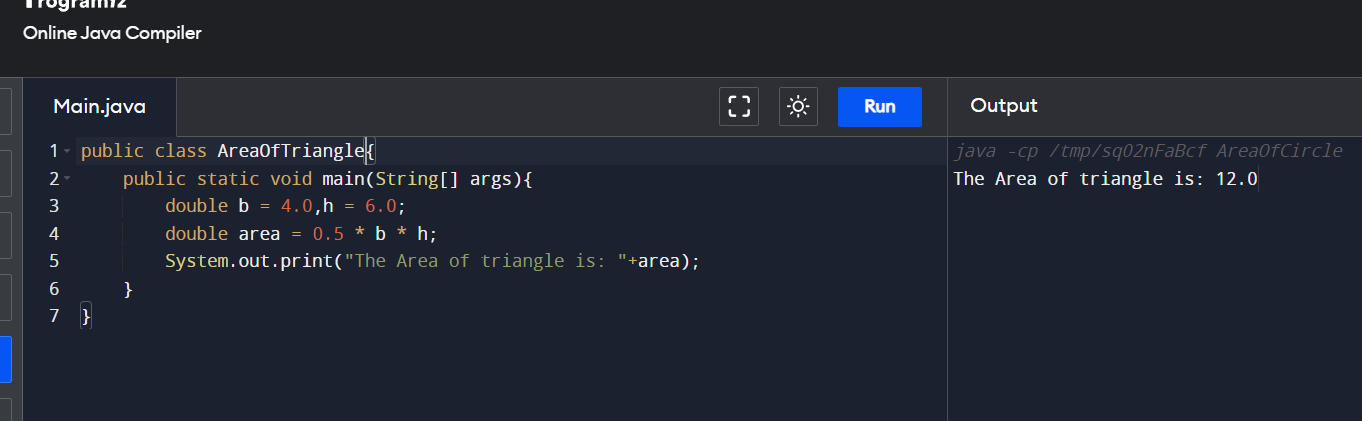 Programiz
Online Java Compiler
Main.java
Run
Output
1 public class AreaOfTriangle{
2 public static void main(String[] args){
3 double b = 4.0,h = 6.0;
4 double area = 0.5 * b * h;
5 System.out.print("The Area of triangle is: "+area);
6 }
7 }
java -cp /tmp/sq02nFaBcf AreaOfCircle
The Area of triangle is: 12.0